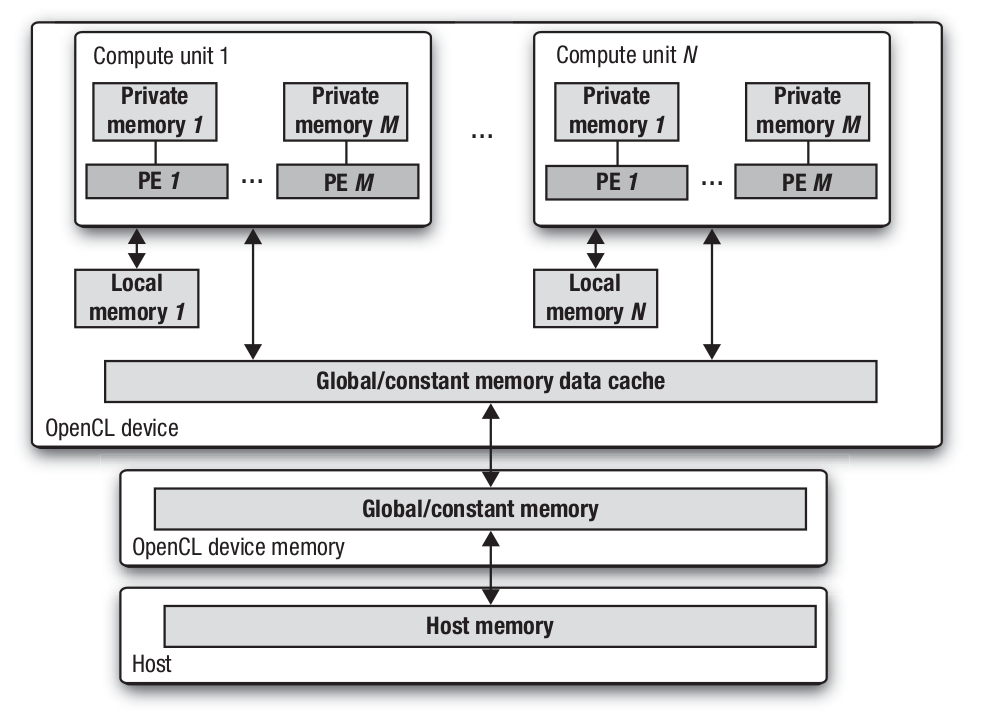 Compute unit 1
Private
memory 1
Private
memory M
PE 1
...
PE M
...
Compute unit N
Private
memory 1
Private
memory M
PE 1
...
PE M
Local
memory 1
Local
memory N
Global/constant memory data cache
OpenCL device
Global/constant memory
OpenCL device memory
Host memory
Host